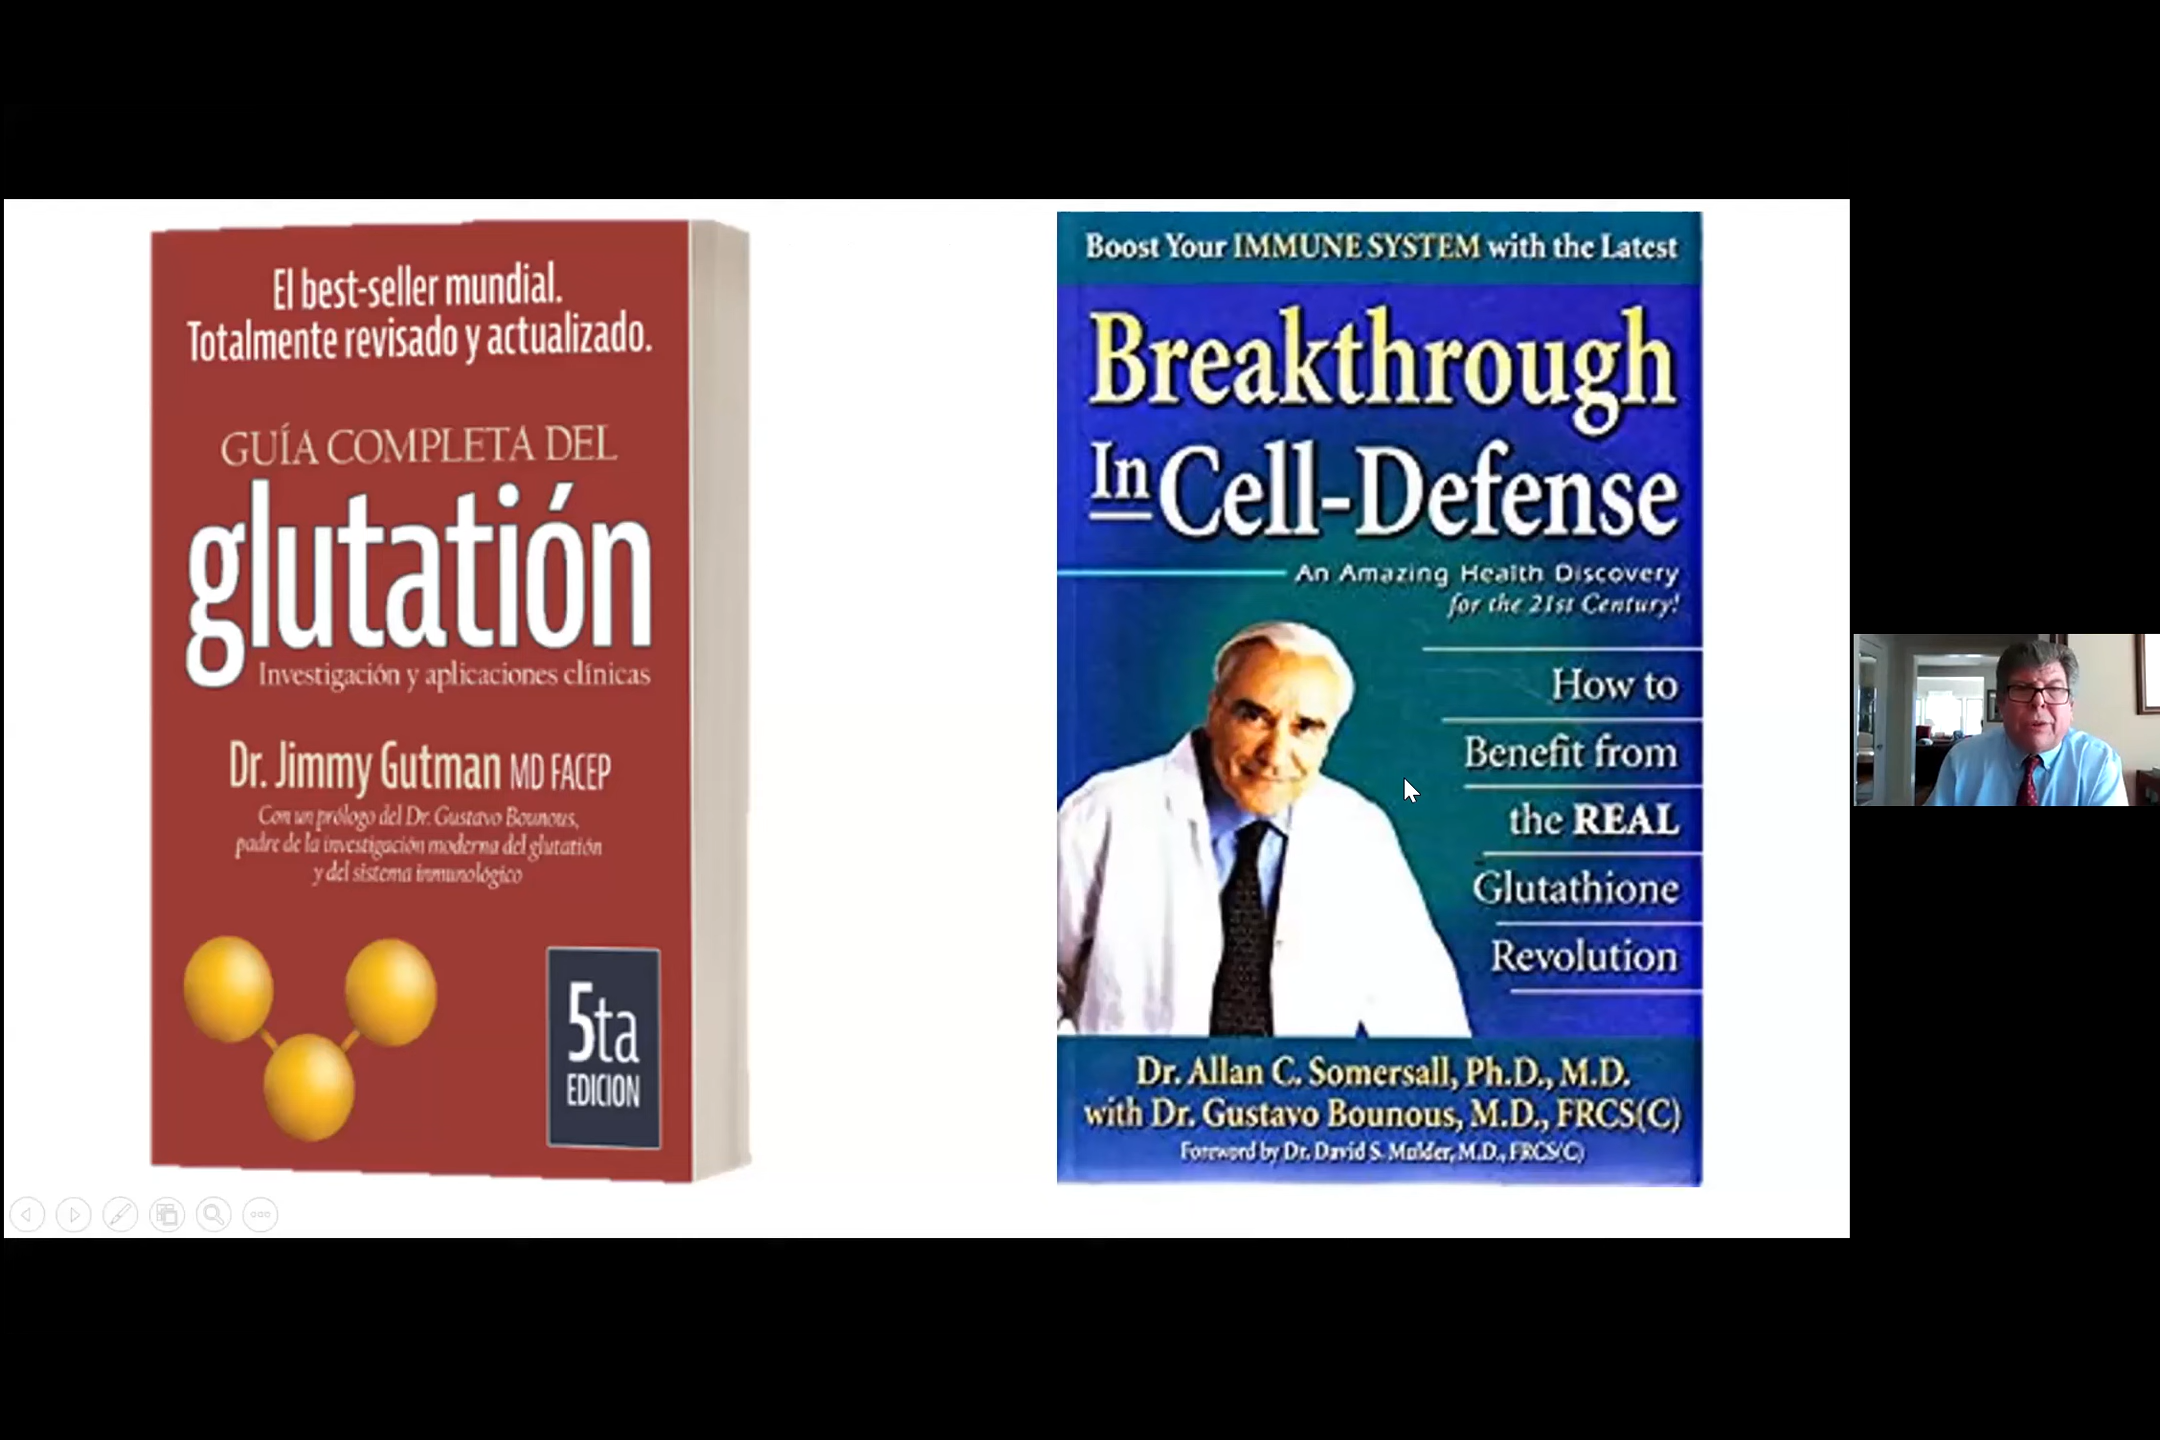 El best-seller mundial.
Totalmente revisado y actualizado.
GUÍA COMPLETA DEL
glutatión
Investigación y aplicaciones clínicas
Dr. Jimmy Gutman MD FACEP
Con un prólogo del Dr. Gustavo Bounous,
padre de la investigación moderna del glutatión
y del sistema inmunológico
5ta
EDICION
Boost Your IMMUNE SYSTEM with the Latest
Breakthrough
In Cell-Defense
An Amazing Health Discovery
for the 21st Century!
How to
Benefit from
the REAL
Glutathione
Revolution
Dr. Allan C. Somersall, Ph.D., M.D.
with Dr. Gustavo Bounous, M.D., FRCS(C)
Foreword by Dr. David S. Mulder, M.D., FRCS(C)